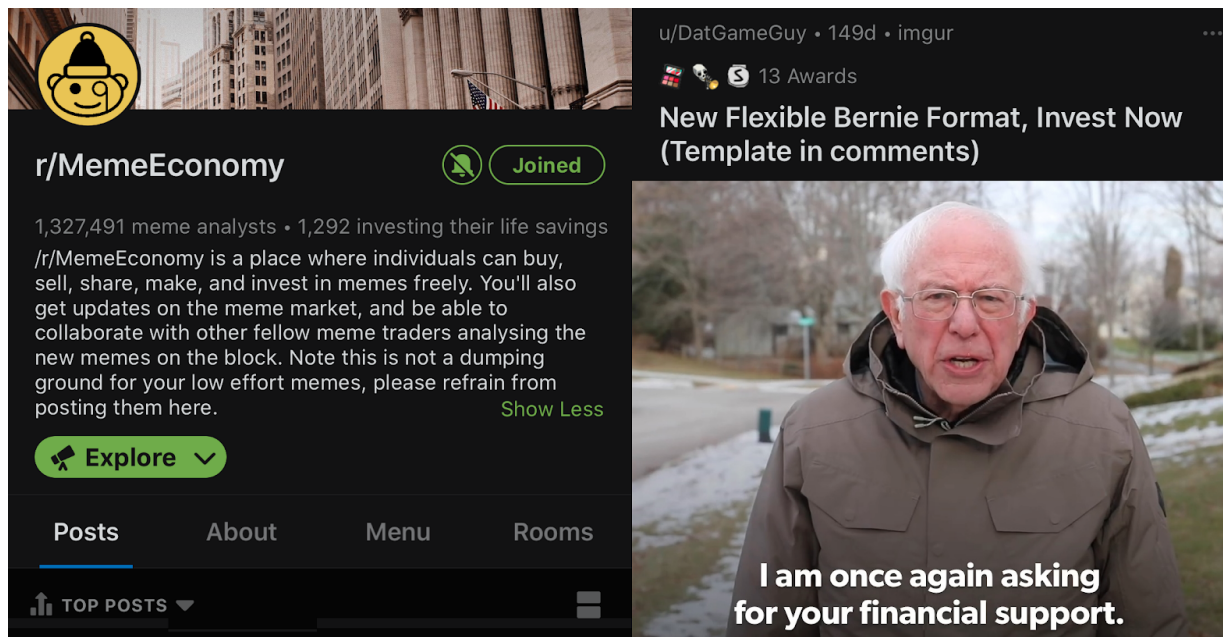 r/MemeEconomy
Joined
1,327,491 meme analysts • 1,292 investing their life savings
/r/MemeEconomy is a place where individuals can buy,
sell, share, make, and invest in memes freely. You'll also
get updates on the meme market, and be able to
collaborate with other fellow meme traders analysing the
new memes on the block. Note this is not a dumping
ground for your low effort memes, please refrain from
posting them here.
Show Less
Explore
Posts
About
Menu
Rooms
TOP POSTS
u/DatGameGuy • 149d • imgur
S
13 Awards
New Flexible Bernie Format, Invest Now
(Template in comments)
I am once again asking
for your financial support.